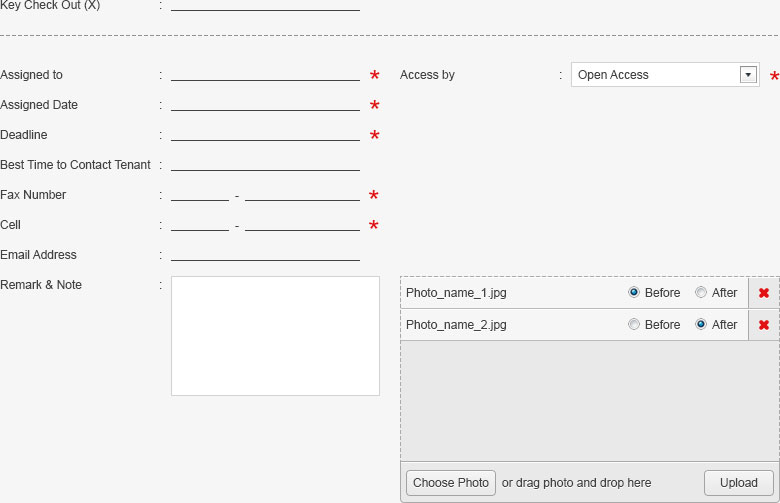 Key Check Out (X) :
Assigned to : *
Access by : Open Access *
Assigned Date : *
Deadline : *
Best Time to Contact Tenant :
Fax Number : - *
Cell : - *
Email Address :
Remark & Note :
Photo_name_1.jpg Before After
Photo_name_2.jpg Before After
Choose Photo or drag photo and drop here Upload